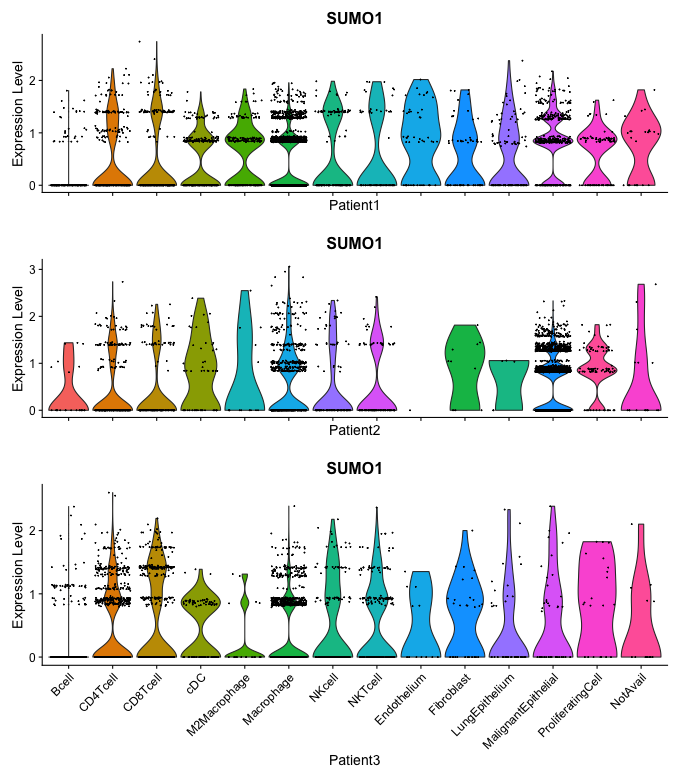 SUMO1
Expression Level
2
1
0
Patient1
SUMO1
Expression Level
3
2
1
0
Patient2
SUMO1
Expression Level
2
1
0
Bcell
CD4Tcell
CD8Tcell
cDC
M2Macrophage
Macrophage
NKcell
NKTcell
Endothelium
Fibroblast
LungEpithelium
MalignantEpithelial
ProliferatingCell
NotAvail
Patient3